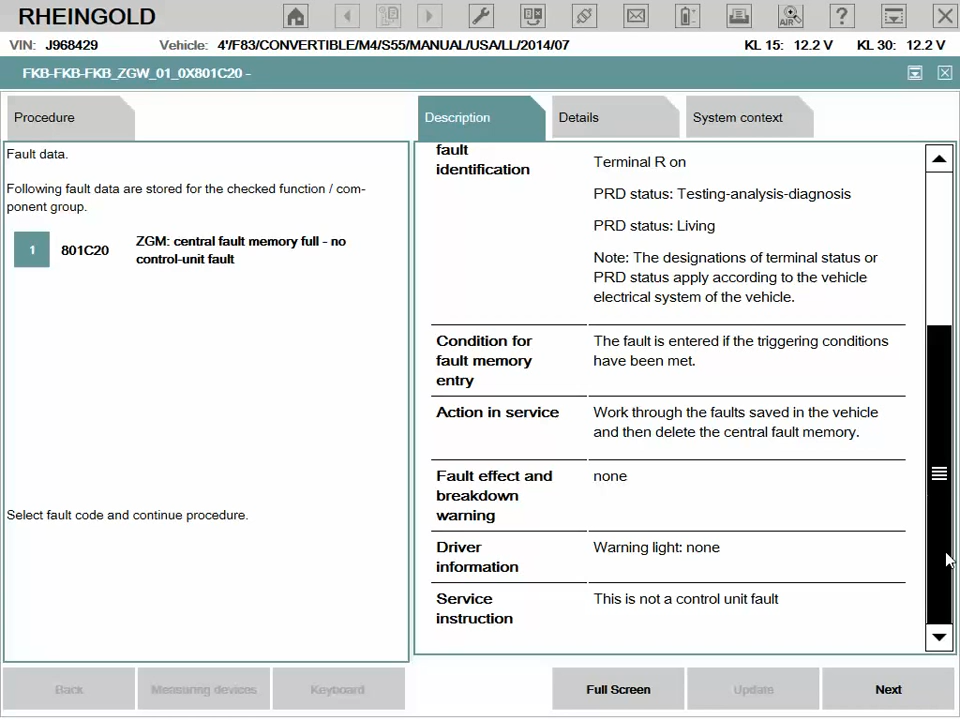 RHEINGOLD
AIR
?
VIN: J968429 Vehicle: 4'/F83/CONVERTIBLE/M4/S55/MANUAL/USA/LL/2014/07 KL 15: 12.2 V KL 30: 12.2 V
FKB-FKB-FKB_ZGW_01_0X801C20 -
Procedure
Fault data.
Following fault data are stored for the checked function / com-
ponent group.
1 801C20 ZGM: central fault memory full - no
control-unit fault
Select fault code and continue procedure.
Description Details System context
fault
identification
Terminal R on
PRD status: Testing-analysis-diagnosis
PRD status: Living
Note: The designations of terminal status or
PRD status apply according to the vehicle
electrical system of the vehicle.
Condition for
fault memory
entry
The fault is entered if the triggering conditions
have been met.
Action in service
Work through the faults saved in the vehicle
and then delete the central fault memory.
Fault effect and
breakdown
warning
none
Driver
information
Warning light: none
Service
instruction
This is not a control unit fault
Back Measuring devices Keyboard Full Screen Update Next